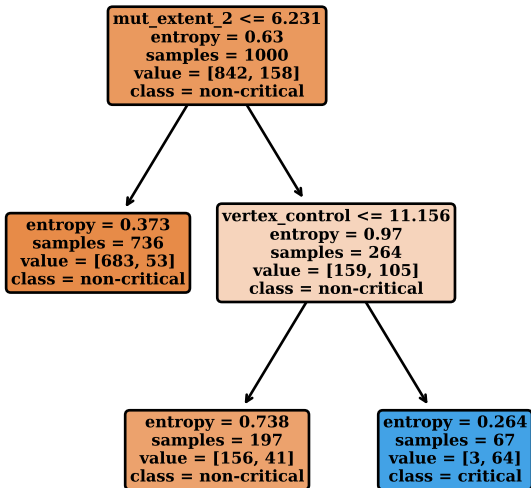 mut_extent_2 <= 6.231
entropy = 0.63
samples = 1000
value = [842, 158]
class = non-critical
entropy = 0.373
samples = 736
value = [683, 53]
class = non-critical
vertex_control <= 11.156
entropy = 0.97
samples = 264
value = [159, 105]
class = non-critical
entropy = 0.738
samples = 197
value = [156, 41]
class = non-critical
entropy = 0.264
samples = 67
value = [3, 64]
class = critical